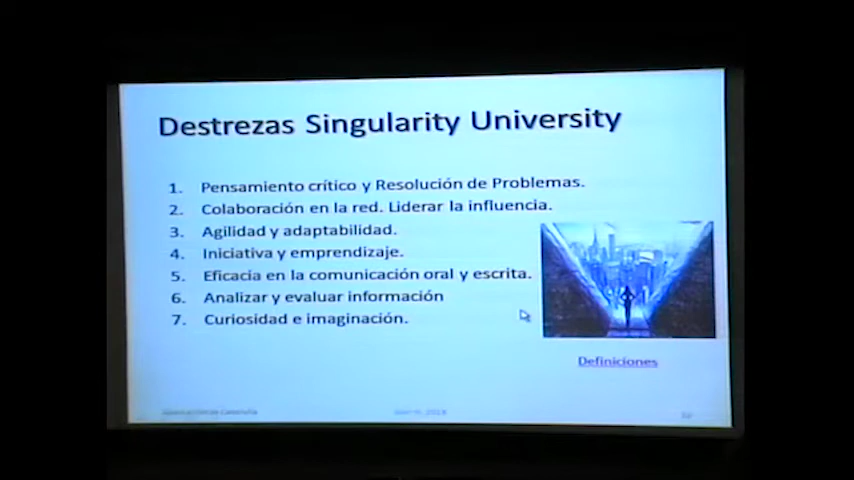 Destrezas Singularity University
1. Pensamiento crítico y Resolución de Problemas.
2. Colaboración en la red. Liderar la influencia.
3. Agilidad y adaptabilidad.
4. Iniciativa y emprendizaje.
5. Eficacia en la comunicación oral y escrita.
6. Analizar y evaluar información
7. Curiosidad e imaginación.
Definiciones